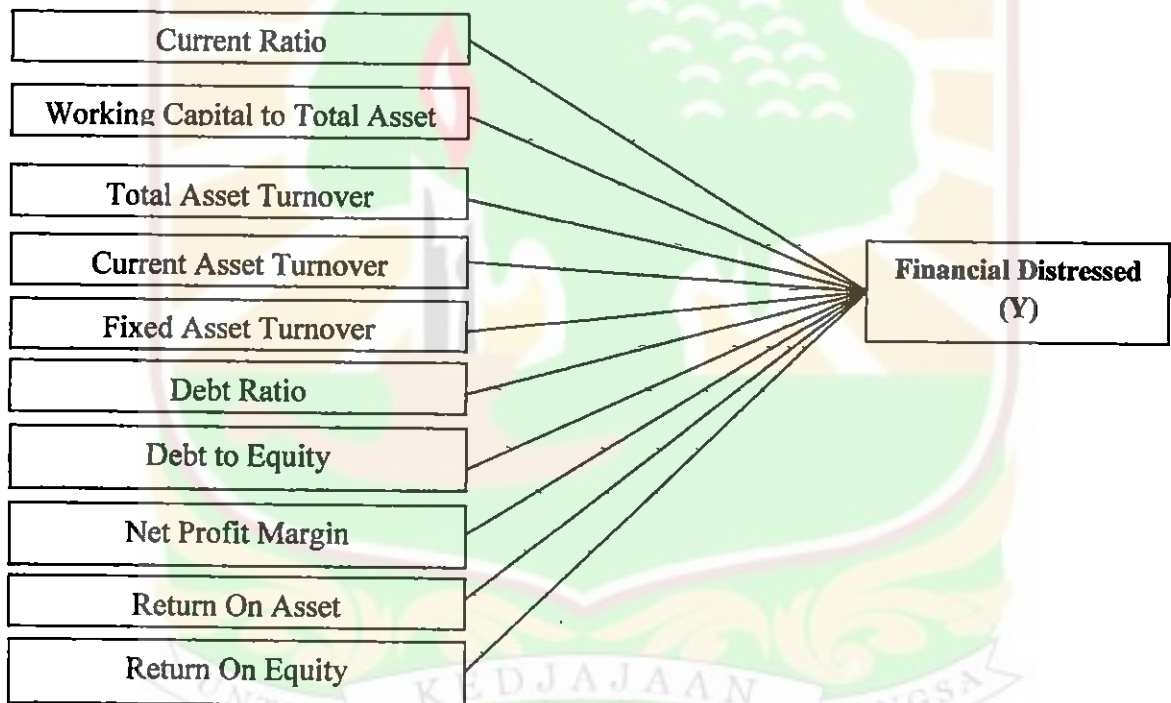 Current Ratio
Working Capital to Total Asset
Total Asset Turnover
Current Asset Turnover
Fixed Asset Turnover
Debt Ratio
Debt to Equity
Net Profit Margin
Return On Asset
Return On Equity
Financial Distressed
(Y)
KEDJAJAAN